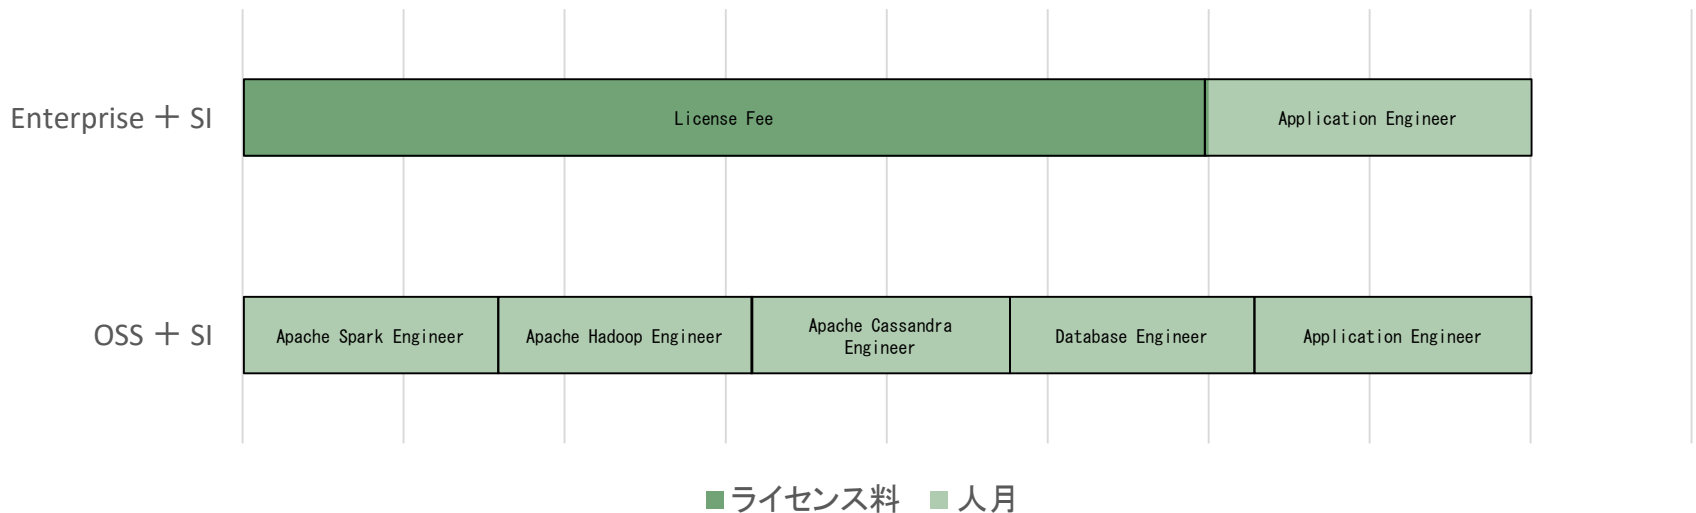 Enterprise ＋ SI
License Fee
Application Engineer
OSS ＋ SI
Apache Spark Engineer
Apache Hadoop Engineer
Apache Cassandra
Engineer
Database Engineer
Application Engineer
ライセンス料
人月